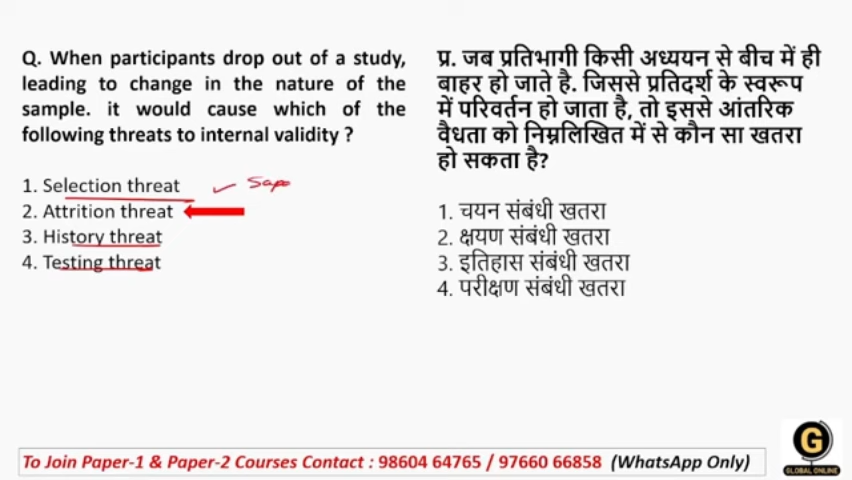 Q. When participants drop out of a study,
leading to change in the nature of the
sample. it would cause which of the
following threats to internal validity ?
1. Selection threat
2. Attrition threat
3. History threat
4. Testing threat
प्र. जब प्रतिभागी किसी अध्ययन से बीच में ही
बाहर हो जाते है. जिससे प्रतिदर्श के स्वरूप
में परिवर्तन हो जाता है, तो इससे आंतरिक
वैधता को निम्नलिखित में से कौन सा खतरा
हो सकता है?
1. चयन संबंधी खतरा
2. क्षयण संबंधी खतरा
3. इतिहास संबंधी खतरा
4. परीक्षण संबंधी खतरा
G
GLOBAL ONLINE
To Join Paper-1 & Paper-2 Courses Contact : 98604 64765 / 97660 66858 (WhatsApp Only)